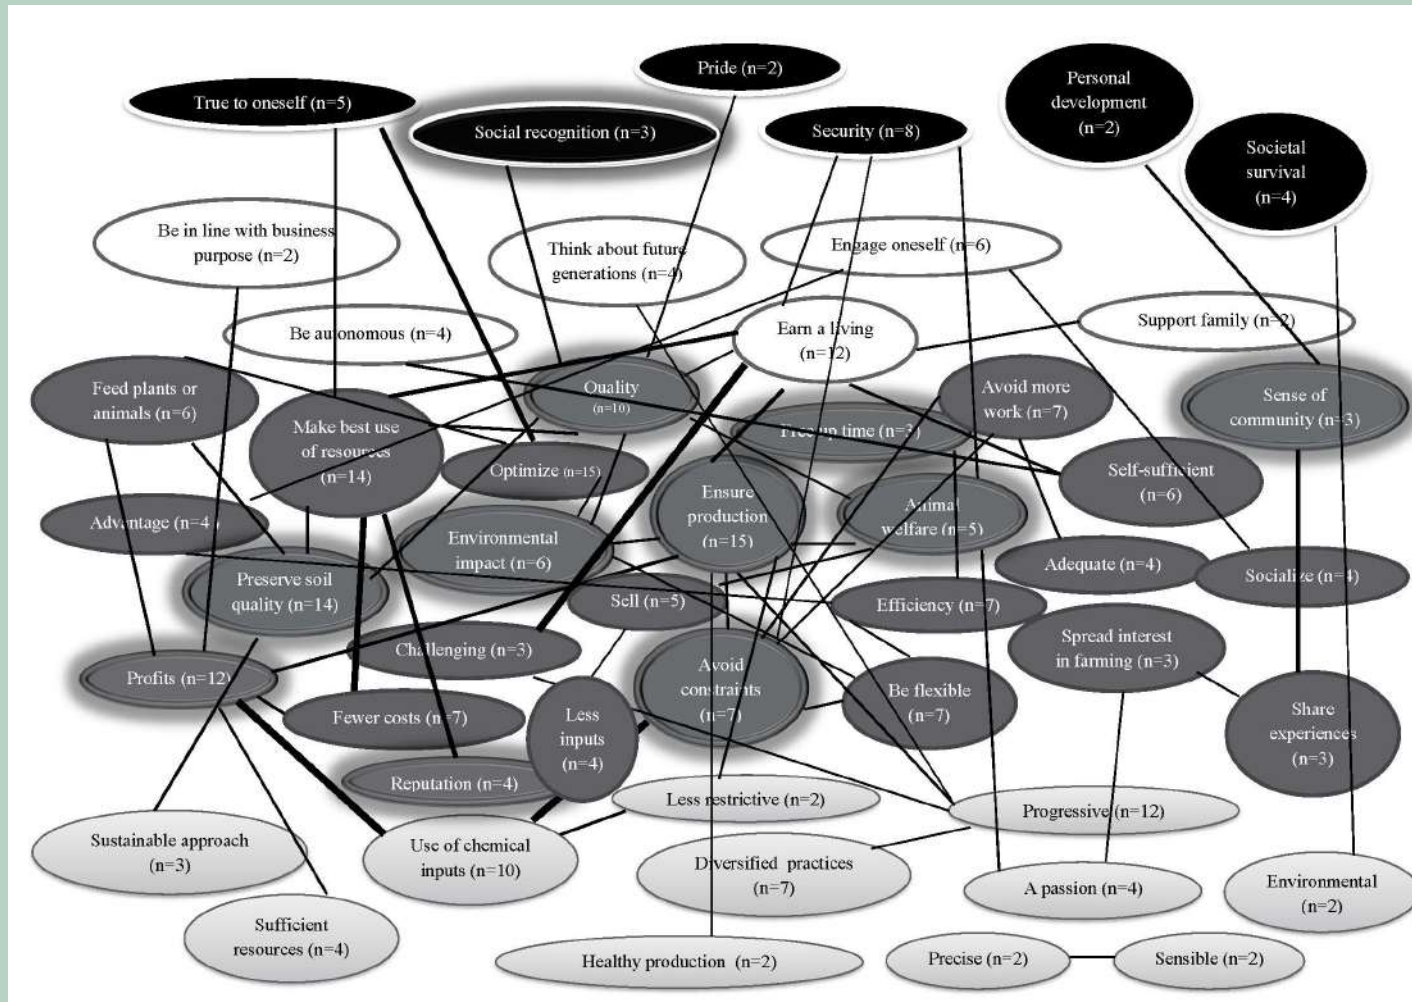 Pride (n=2)
True to oneself (n=5)
Social recognition (n=3)
Security (n=8)
Personal
development
(n=2)
Societal
survival
(n=4)
Be in line with business
purpose (n=2)
Think about future
generations (n=4)
Engage oneself (n=6)
Be autonomous (n=4)
Earn a living
(n=12)
Support family (n=2)
Feed plants or
animals (n=6)
Make best use
of resources
(n=14)
Quality
(n=10)
Free up time (n=3)
Avoid more
work (n=7)
Sense of
community (n=3)
Optimize (n=15)
Self-sufficient
(n=6)
Advantage (n=4)
Environmental
impact (n=6)
Ensure
production
(n=15)
Animal
welfare (n=5)
Preserve soil
quality (n=14)
Sell (n=5)
Efficiency (n=7)
Adequate (n=4)
Socialize (n=4)
Challenging (n=3)
Spread interest
in farming (n=3)
Profits (n=12)
Avoid
constraints
(n=7)
Be flexible
(n=7)
Fewer costs (n=7)
Less
inputs
(n=4)
Share
experiences
(n=3)
Reputation (n=4)
Less restrictive (n=2)
Progressive (n=12)
Sustainable approach
(n=3)
Use of chemical
inputs (n=10)
Diversified practices
(n=7)
A passion (n=4)
Environmental
(n=2)
Sufficient
resources (n=4)
Healthy production (n=2)
Precise (n=2)
Sensible (n=2)